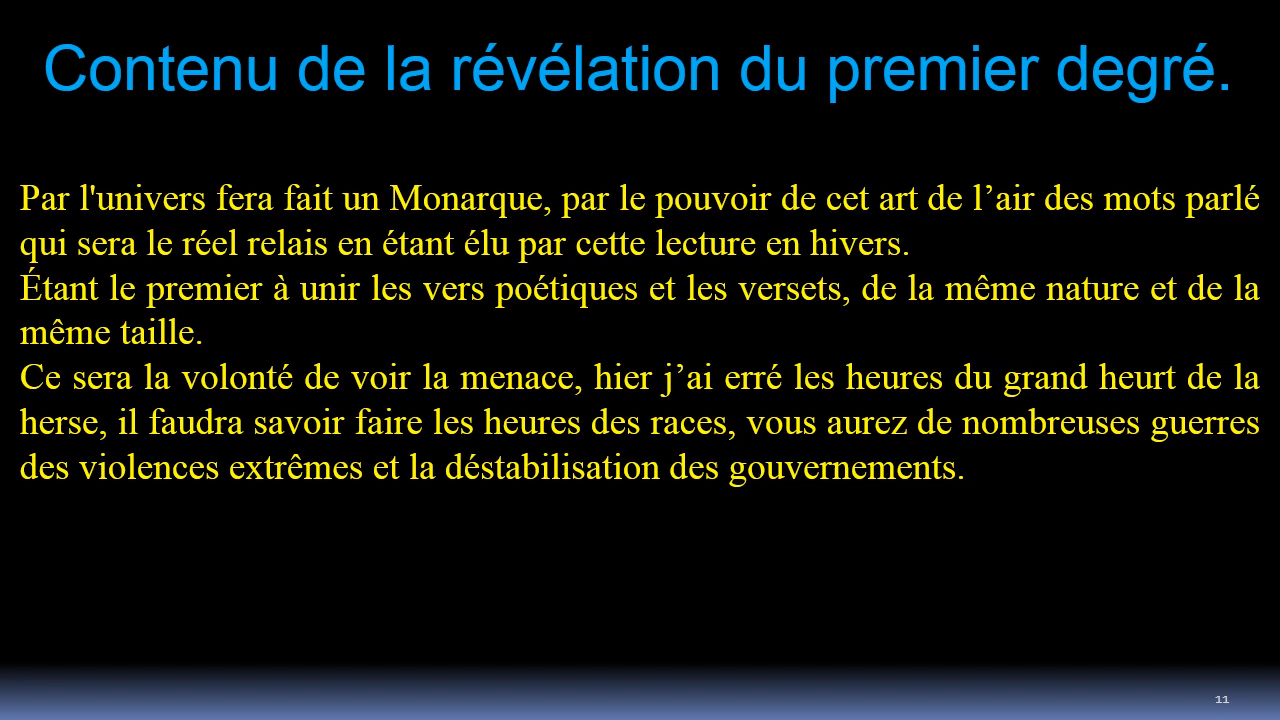 Contenu de la révélation du premier degré.
Par l'univers fera fait un Monarque, par le pouvoir de cet art de l’air des mots parlé
qui sera le réel relais en étant élu par cette lecture en hivers.
Étant le premier à unir les vers poétiques et les versets, de la même nature et de la
même taille.
Ce sera la volonté de voir la menace, hier j’ai erré les heures du grand heurt de la
herse, il faudra savoir faire les heures des races, vous aurez de nombreuses guerres
des violences extrêmes et la déstabilisation des gouvernements.
11